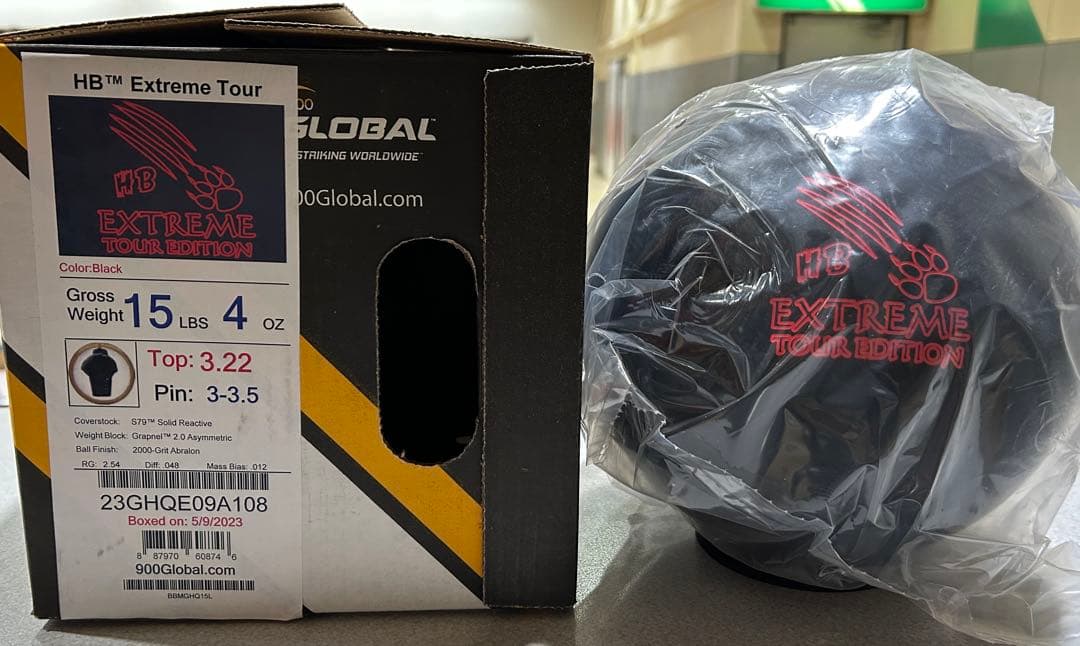 HB™ Extreme Tour
HB
EXTREME
TOUR EDITION
Color:Black
Gross Weight 15 LBS 4 OZ
Top: 3.22
Pin: 3-3.5
Coverstock: S79™ Solid Reactive
Weight Block: Grapnel™ 2.0 Asymmetric
Ball Finish: 2000-Grit Abralon
RG: 2.54 Diff: .048 Mass Bias: .012
23GHQE09A108
Boxed on: 5/9/2023
8 87970 60874 6
900Global.com
BBMGHQ15L
00
GLOBAL™
STRIKING WORLDWIDE™
00Global.com
HB
EXTREME
TOUR EDITION